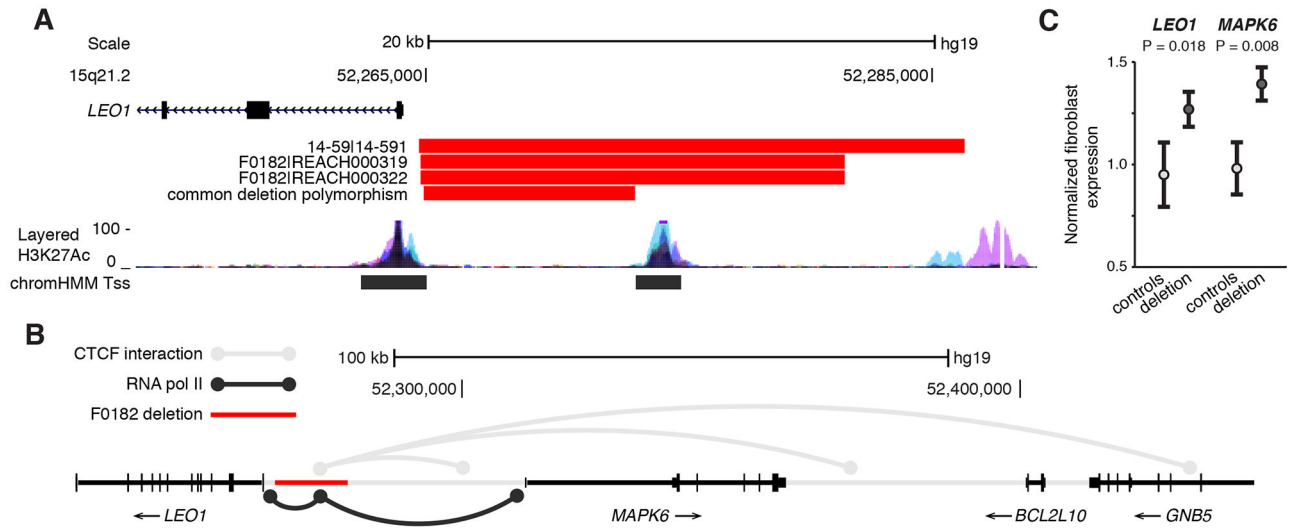 A
Scale
20 kb
hg19
15q21.2
52,265,000
52,285,000
LEO1
14-59|14-591
F0182|REACH000319
F0182|REACH000322
common deletion polymorphism
Layered
H3K27Ac
100 -
0 _
chromHMM Tss
C
LEO1 MAPK6
P = 0.018 P = 0.008
Normalized fibroblast
expression
1.5
1.0
0.5
controls
deletion
controls
deletion
B
CTCF interaction
RNA pol II
F0182 deletion
100 kb
hg19
52,300,000
52,400,000
LEO1
MAPK6
BCL2L10
GNB5